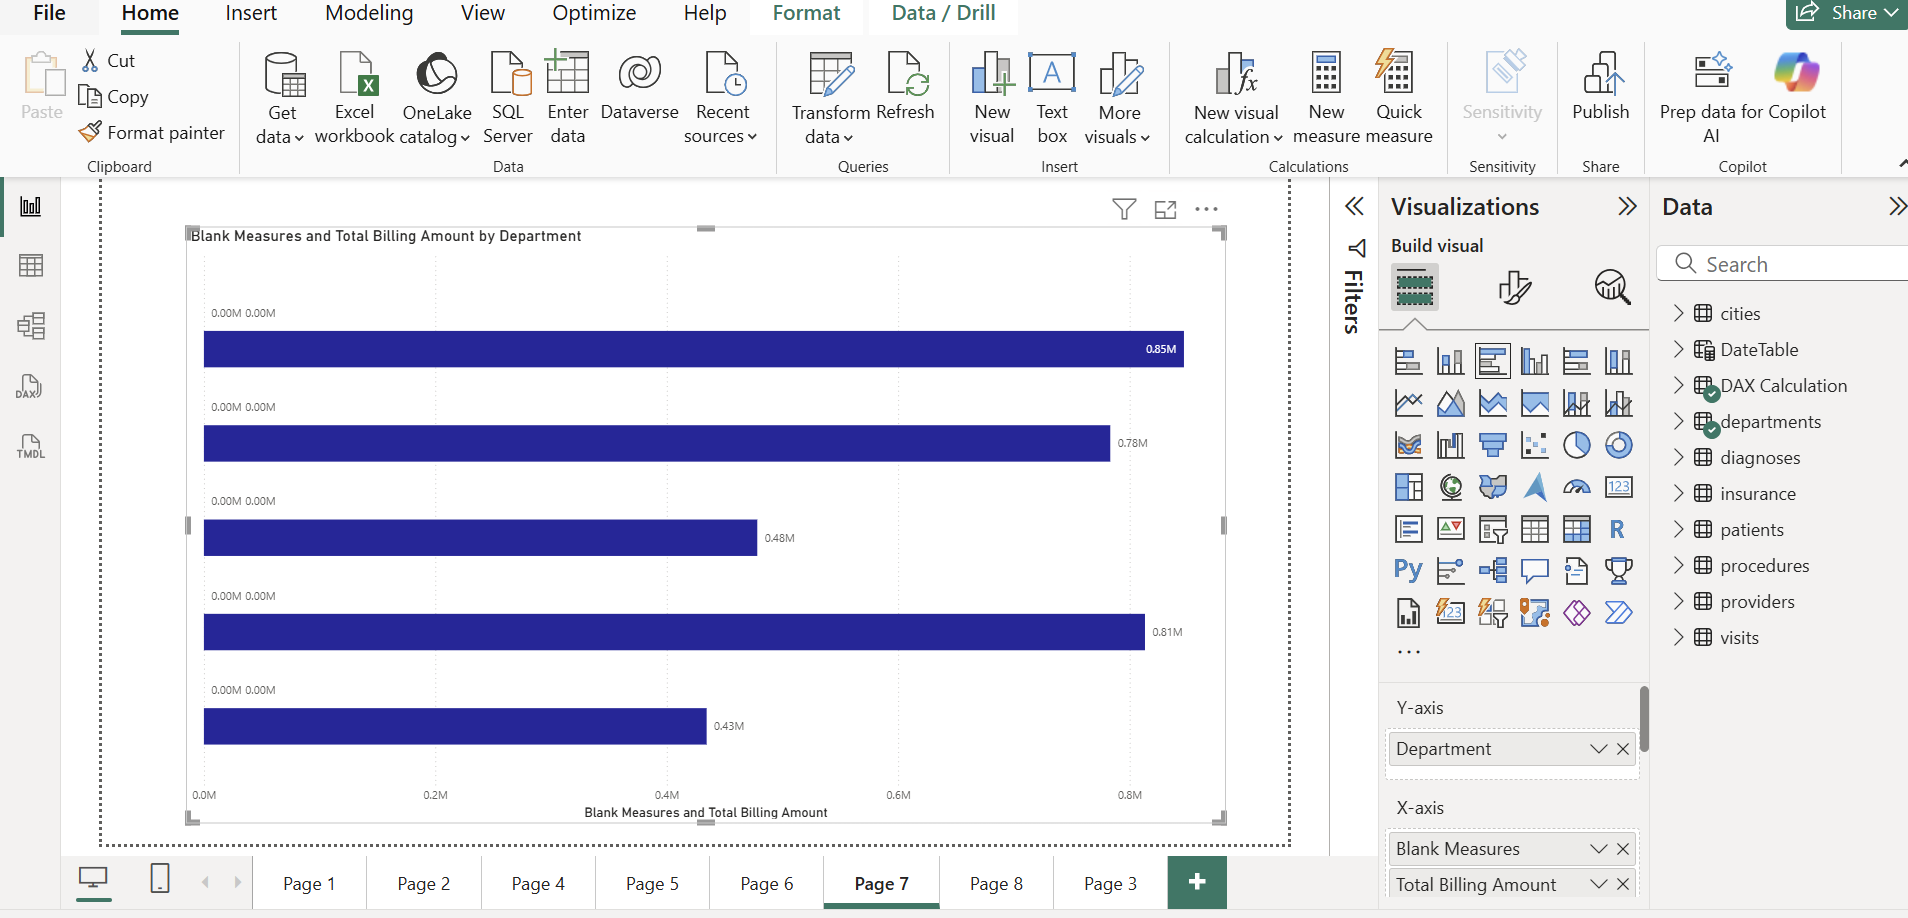 File
Home
Insert
Modeling
View
Optimize
Help
Format
Data / Drill
Share
Paste
Cut
Copy
Format painter
Clipboard
Get data
Excel workbook
OneLake catalog
SQL Server
Enter data
Dataverse
Recent sources
Data
Transform data
Refresh
Queries
New visual
Text box
More visuals
Insert
New visual calculation
New measure
Quick measure
Calculations
Sensitivity
Sensitivity
Publish
Share
Prep data for AI
Copilot
Copilot
DAX
TMDL
Blank Measures and Total Billing Amount by Department
0.00M 0.00M
0.85M
0.00M 0.00M
0.78M
0.00M 0.00M
0.48M
0.00M 0.00M
0.81M
0.00M 0.00M
0.43M
0.0M
0.2M
0.4M
0.6M
0.8M
Blank Measures and Total Billing Amount
Filters
Visualizations
Build visual
123
R
Py
123
Y-axis
Department
X-axis
Blank Measures
Total Billing Amount
Data
Search
cities
DateTable
DAX Calculation
departments
diagnoses
insurance
patients
procedures
providers
visits
Page 1
Page 2
Page 4
Page 5
Page 6
Page 7
Page 8
Page 3